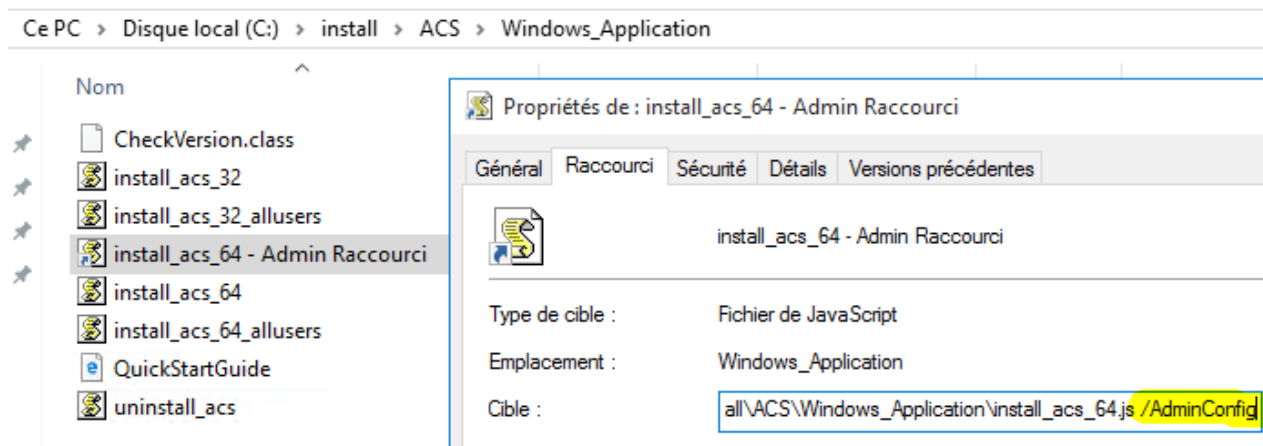 Ce PC > Disque local (C:) > install > ACS > Windows_Application
Nom
CheckVersion.class
install_acs_32
install_acs_32_allusers
install_acs_64 - Admin Raccourci
install_acs_64
install_acs_64_allusers
QuickStartGuide
uninstall_acs
Propriétés de : install_acs_64 - Admin Raccourci
Général Raccourci Sécurité Détails Versions précédentes
install_acs_64 - Admin Raccourci
Type de cible : Fichier de JavaScript
Emplacement : Windows_Application
Cible : all\ACS\Windows_Application\install_acs_64.js /AdminConfig